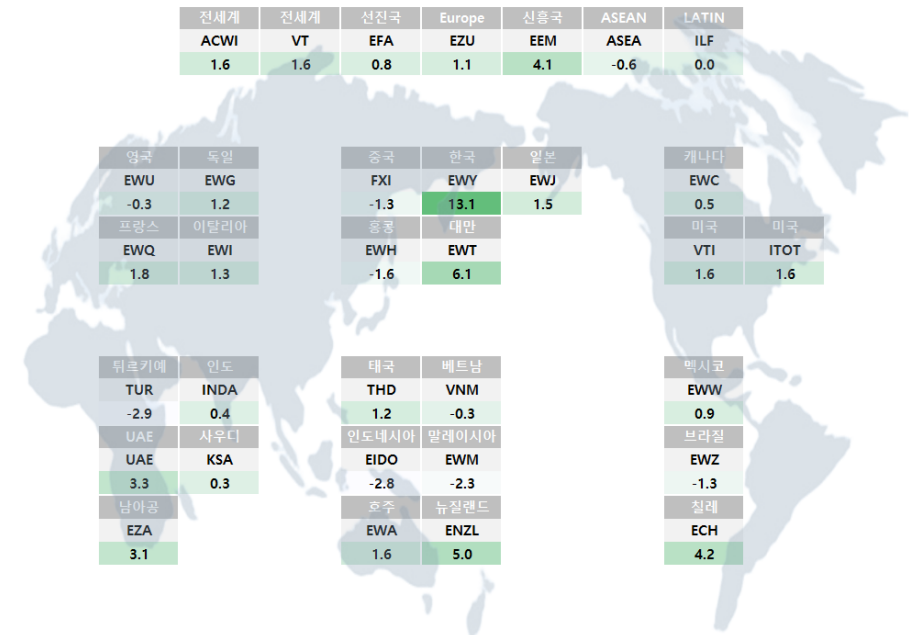 전세계 전세계 선진국 Europe 신흥국 ASEAN LATIN
ACWI VT EFA EZU EEM ASEA ILF
1.6 1.6 0.8 1.1 4.1 -0.6 0.0
영국 독일 중국 한국 일본 캐나다
EWU EWG FXI EWY EWJ EWC
-0.3 1.2 -1.3 13.1 1.5 0.5
프랑스 이탈리아 홍콩 대만 미국 미국
EWQ EWI EWH EWT VTI ITOT
1.8 1.3 -1.6 6.1 1.6 1.6
튀르키예 인도 태국 베트남 멕시코
TUR INDA THD VNM EWW
-2.9 0.4 1.2 -0.3 0.9
UAE 사우디 인도네시아 말레이시아 브라질
UAE KSA EIDO EWM EWZ
3.3 0.3 -2.8 -2.3 -1.3
남아공 호주 뉴질랜드 칠레
EZA EWA ENZL ECH
3.1 1.6 5.0 4.2